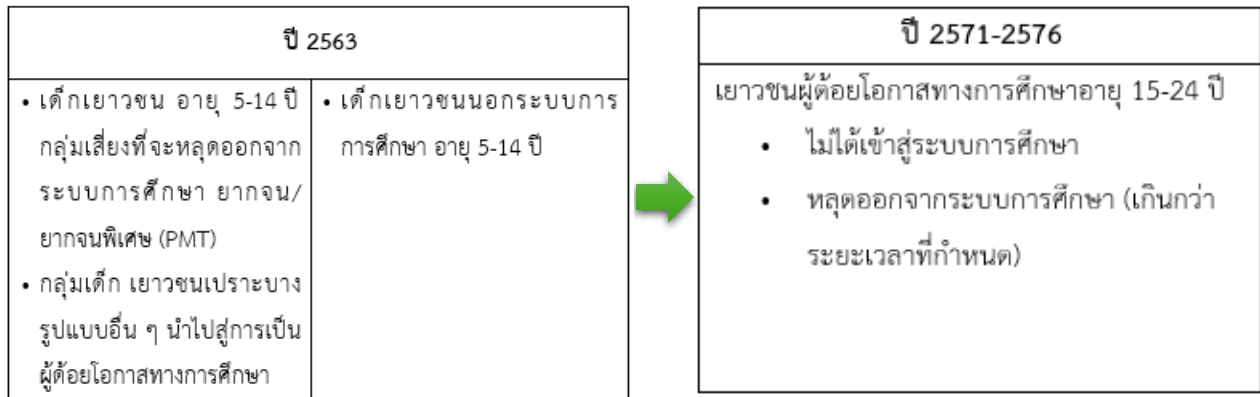 ปี 2563
• เด็กเยาวชน อายุ 5-14 ปี
กลุ่มเสี่ยงที่จะหลุดออกจาก
ระบบการศึกษา ยากจน/
ยากจนพิเศษ (PMT)
• กลุ่มเด็ก เยาวชนเปราะบาง
รูปแบบอื่น ๆ นำไปสู่การเป็น
ผู้ด้อยโอกาสทางการศึกษา
• เด็กเยาวชนนอกระบบการ
การศึกษา อายุ 5-14 ปี
ปี 2571-2576
เยาวชนผู้ด้อยโอกาสทางการศึกษาอายุ 15-24 ปี
• ไม่ได้เข้าสู่ระบบการศึกษา
• หลุดออกจากระบบการศึกษา (เกินกว่า
ระยะเวลาที่กำหนด)